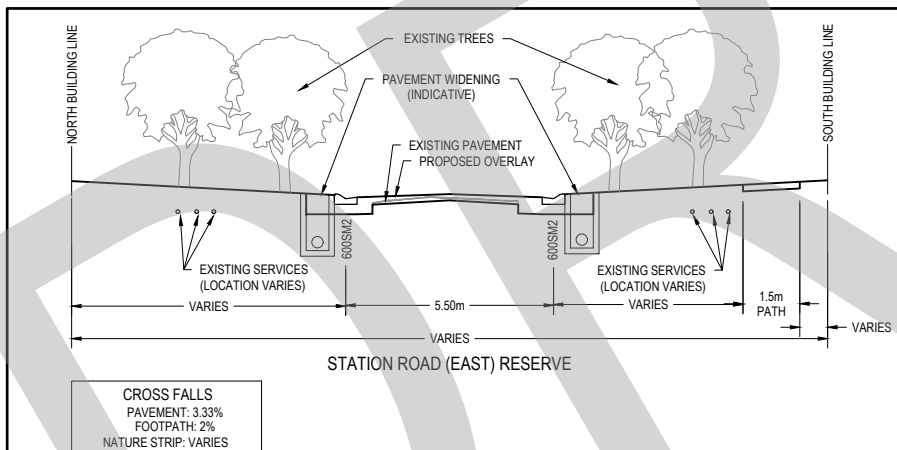 NORTH BUILDING LINE
EXISTING TREES
PAVEMENT WIDENING
(INDICATIVE)
EXISTING PAVEMENT
PROPOSED OVERLAY
SOUTH BUILDING LINE
600SM2
600SM2
EXISTING SERVICES
(LOCATION VARIES)
EXISTING SERVICES
(LOCATION VARIES)
VARIES
5.50m
VARIES
1.5m
PATH
VARIES
VARIES
STATION ROAD (EAST) RESERVE
CROSS FALLS
PAVEMENT: 3.33%
FOOTPATH: 2%
NATURE STRIP: VARIES